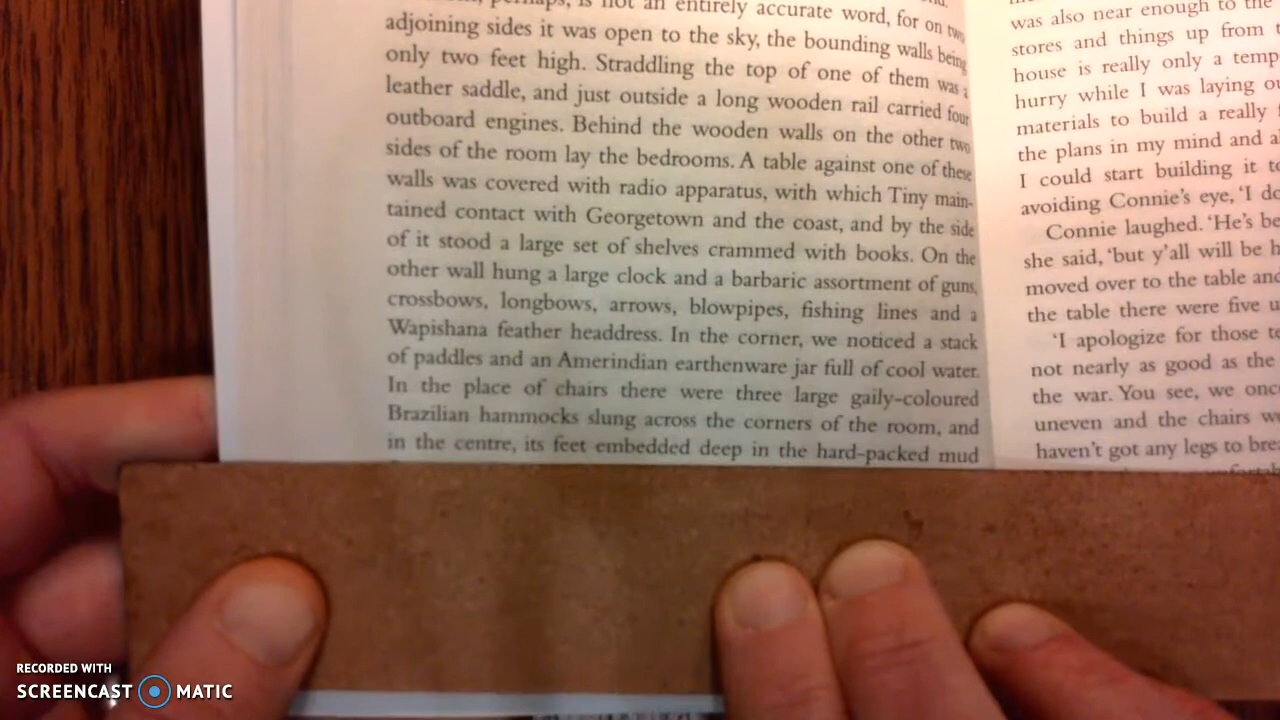 is not an entirely accurate word, for on two
adjoining sides it was open to the sky, the bounding walls being
only two feet high. Straddling the top of one of them was a
leather saddle, and just outside a long wooden rail carried four
outboard engines. Behind the wooden walls on the other two
sides of the room lay the bedrooms. A table against one of these
walls was covered with radio apparatus, with which Tiny main-
tained contact with Georgetown and the coast, and by the side
of it stood a large set of shelves crammed with books. On the
other wall hung a large clock and a barbaric assortment of guns,
crossbows, longbows, arrows, blowpipes, fishing lines and a
Wapishana feather headdress. In the corner, we noticed a stack
of paddles and an Amerindian earthenware jar full of cool water.
In the place of chairs there were three large gaily-coloured
Brazilian hammocks slung across the corners of the room, and
in the centre, its feet embedded deep in the hard-packed mud
was also near enough to the
stores and things up from
house is really only a temp
hurry while I was laying
materials to build a really
the plans in my mind and
I could start building it
avoiding Connie's eye, 'I
Connie laughed. 'He's
she said, 'but y'all will be
moved over to the table and
the table there were five
'I apologize for those
not nearly as good as the
the war. You see, we
uneven and the chairs
haven't got any legs to
RECORDED WITH
SCREENCAST MATIC